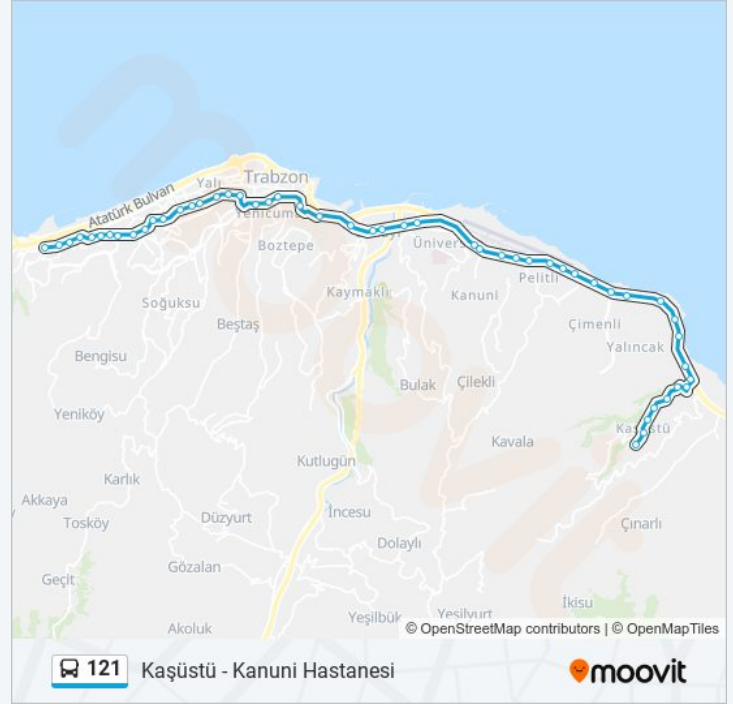 Trabzon
Yalı
Atatürk Bulvarı
Yenicuma
Boztepe
Ünivers
Pelitli
Kaymaklı
Kanuni
Soğuksu
Beştaş
Çimenli
Yalıncak
Bengisu
Bulak
Çilekli
Yeniköy
Kaşüstü
Kavala
Kutlugün
Karlık
Akkaya
Tosköy
Düzyurt
İncesu
Çınarlı
Dolaylı
Gözalan
Geçit
İkisu
Yeşilbük
Yeşilyurt
Akoluk
© OpenStreetMap contributors | © OpenMapTiles
121 Kaşüstü - Kanuni Hastanesi
moovit